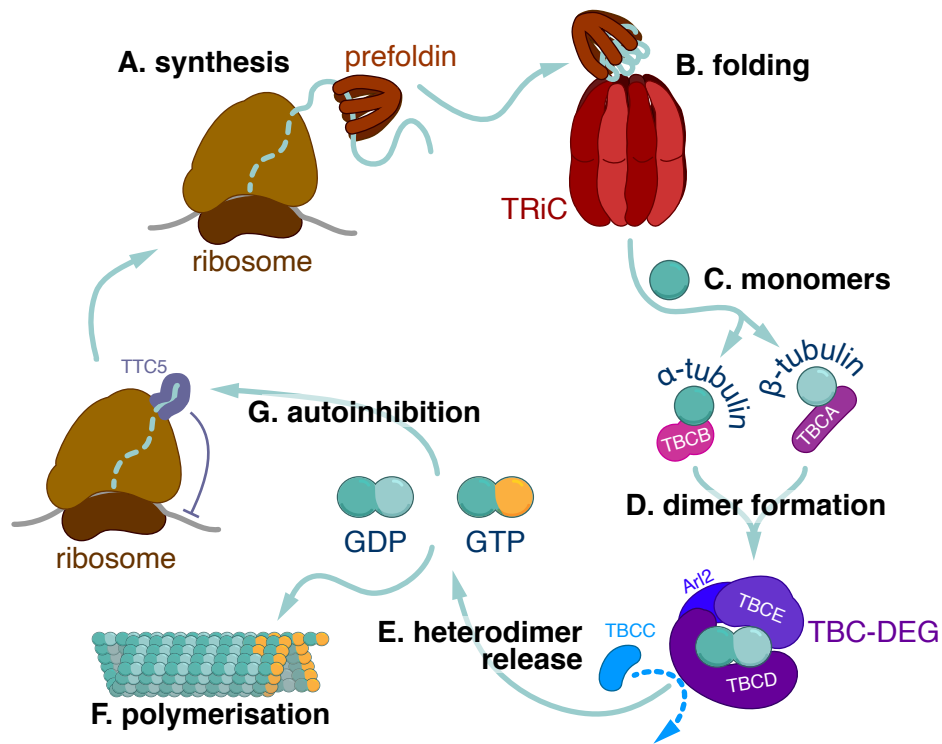 A. synthesis
prefoldin
B. folding
TRiC
ribosome
C. monomers
α-tubulin
β-tubulin
TBCB
TBCA
TTC5
G. autoinhibition
D. dimer formation
GDP
GTP
ribosome
Arl2
TBCE
TBC-DEG
TBCD
E. heterodimer
release
TBCC
F. polymerisation